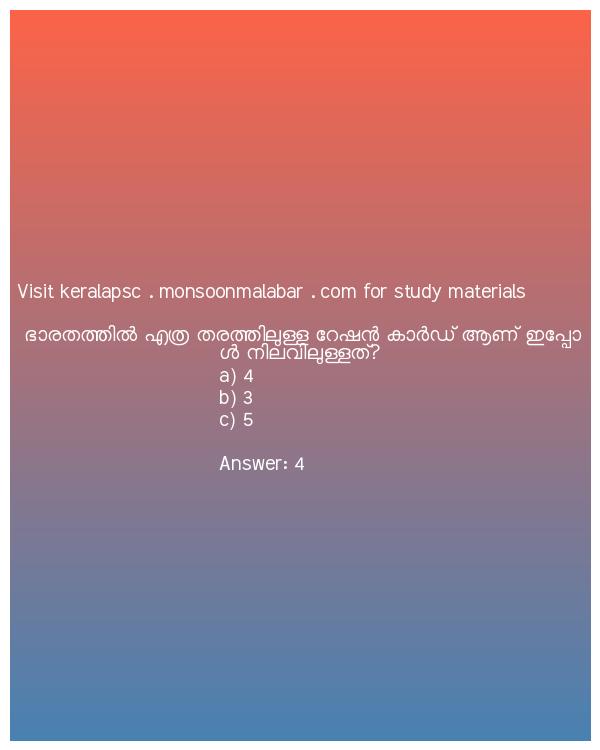 Visit keralapsc . monsoonmalabar . com for study materials
ഭാരതത്തിൽ എത്ര തരത്തിലുള്ള റേഷൻ കാർഡ് ആണ് ഇപ്പോ
ൾ നിലവിലുള്ളത്?
a) 4
b) 3
c) 5
Answer: 4